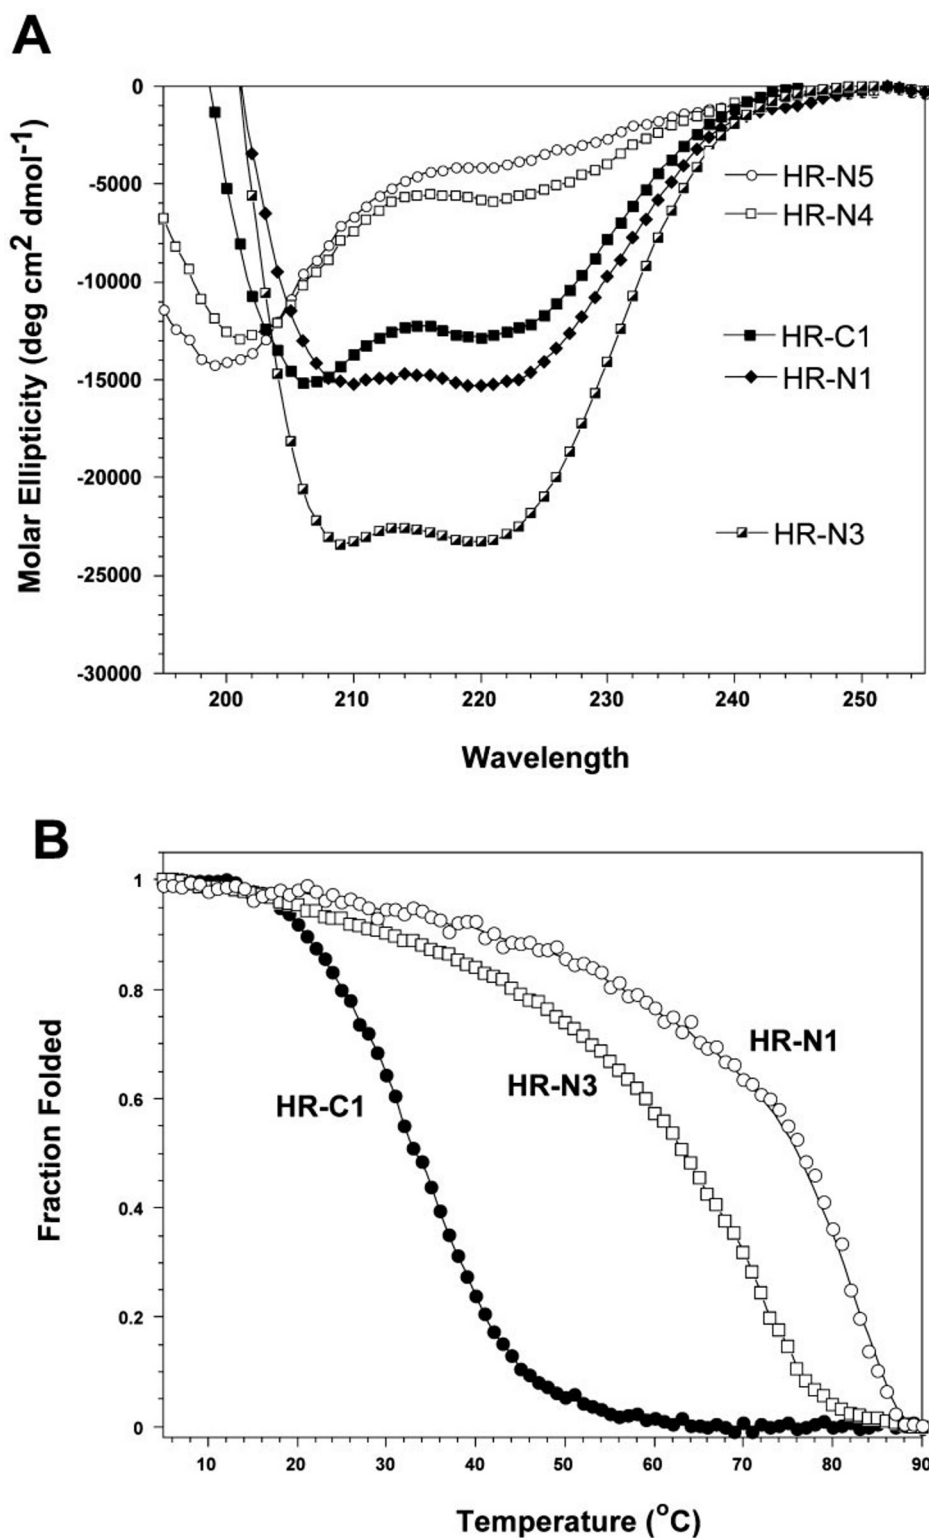 A
Molar Ellipticity (deg cm² dmol⁻¹)
0
-5000
-10000
-15000
-20000
-25000
-30000
HR-N5
HR-N4
HR-C1
HR-N1
HR-N3
200 210 220 230 240 250
Wavelength
B
Fraction Folded
1
0.8
0.6
0.4
0.2
0
HR-N1
HR-N3
HR-C1
10 20 30 40 50 60 70 80 90
Temperature (°C)